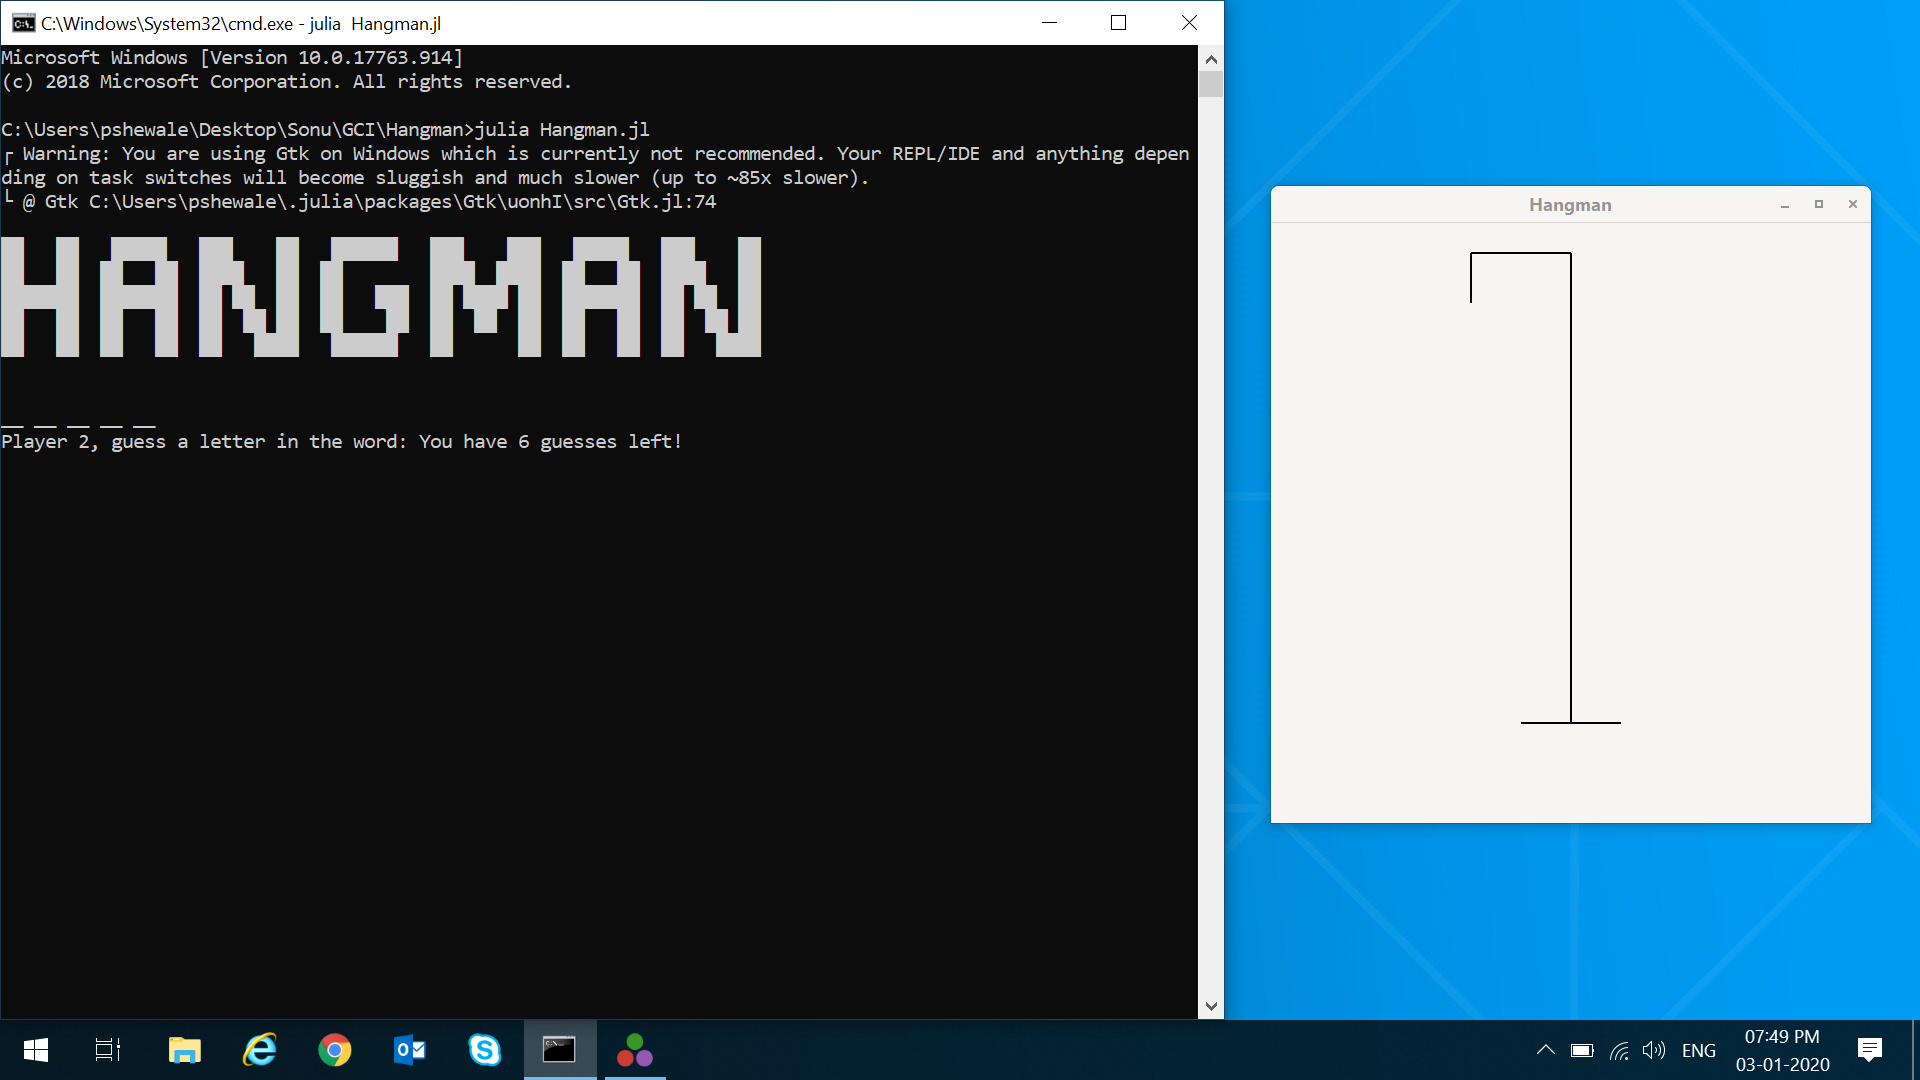 C:\Windows\System32\cmd.exe - julia  Hangman.jl
Microsoft Windows [Version 10.0.17763.914]
(c) 2018 Microsoft Corporation. All rights reserved.
C:\Users\pshewale\Desktop\Sonu\GCI\Hangman>julia Hangman.jl
┌ Warning: You are using Gtk on Windows which is currently not recommended. Your REPL/IDE and anything depen
ding on task switches will become sluggish and much slower (up to ~85x slower).
└ @ Gtk C:\Users\pshewale\.julia\packages\Gtk\uonhI\src\Gtk.jl:74
HANGMAN
__ __ __ __ __
Player 2, guess a letter in the word: You have 6 guesses left!
Hangman
ENG
07:49 PM
03-01-2020